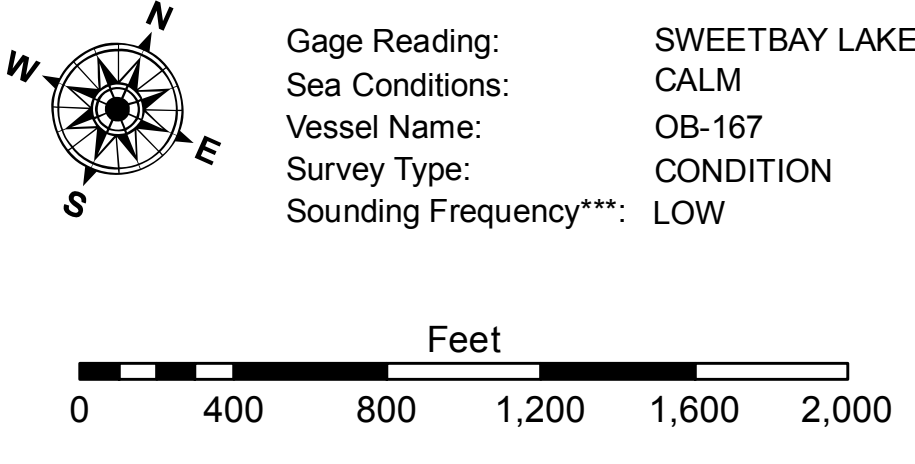 N
W
E
S
Gage Reading: SWEETBAY LAKE
Sea Conditions: CALM
Vessel Name: OB-167
Survey Type: CONDITION
Sounding Frequency***: LOW
Feet
0 400 800 1,200 1,600 2,000